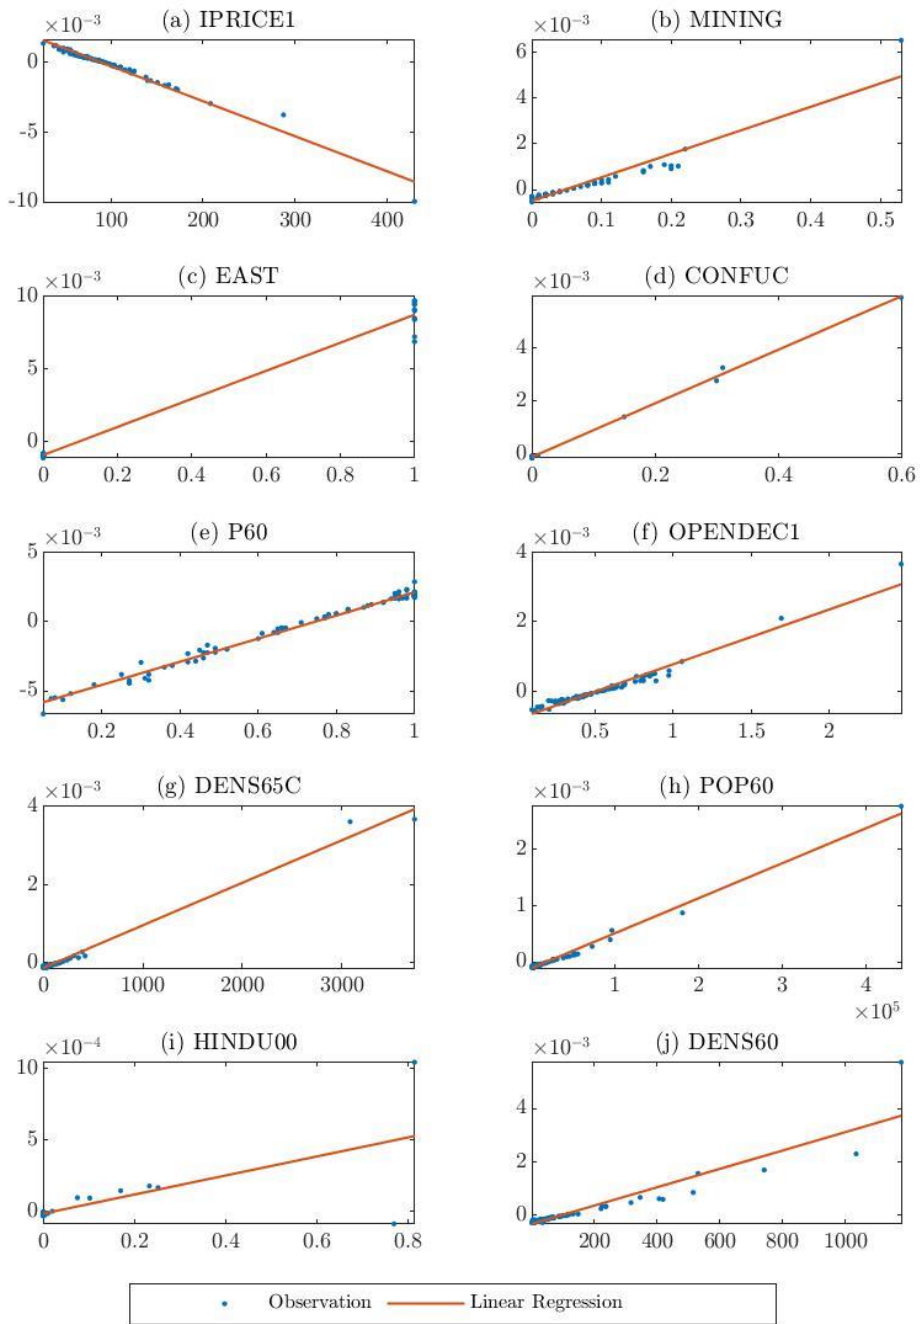 (a) IPRICE1
×10⁻³
0
-5
-10
100 200 300 400
(b) MINING
×10⁻³
6
4
2
0
0 0.1 0.2 0.3 0.4 0.5
(c) EAST
×10⁻³
10
5
0
0 0.2 0.4 0.6 0.8 1
(d) CONFUC
×10⁻³
4
2
0
0 0.2 0.4 0.6
(e) P60
×10⁻³
5
0
-5
0.2 0.4 0.6 0.8 1
(f) OPENDEC1
×10⁻³
4
2
0
0.5 1 1.5 2
(g) DENS65C
×10⁻³
4
2
0
0 1000 2000 3000
(h) POP60
×10⁻³
2
1
0
1 2 3 4
×10⁵
(i) HINDU00
×10⁻⁴
10
5
0
0 0.2 0.4 0.6 0.8
(j) DENS60
×10⁻³
4
2
0
200 400 600 800 1000
Observation Linear Regression